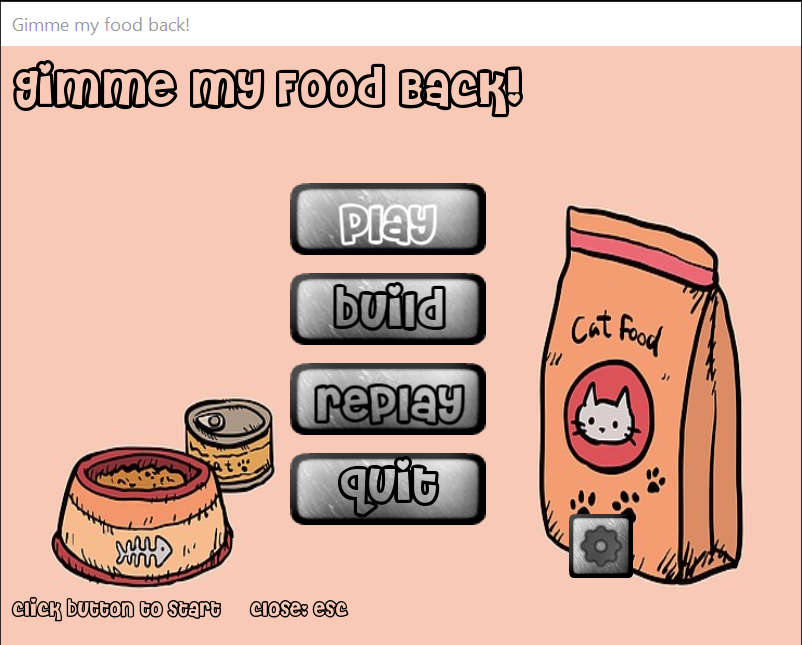 Gimme my food back!
Gimme my food back!
play
build
replay
Cat Food
quit
click button to start close: esc